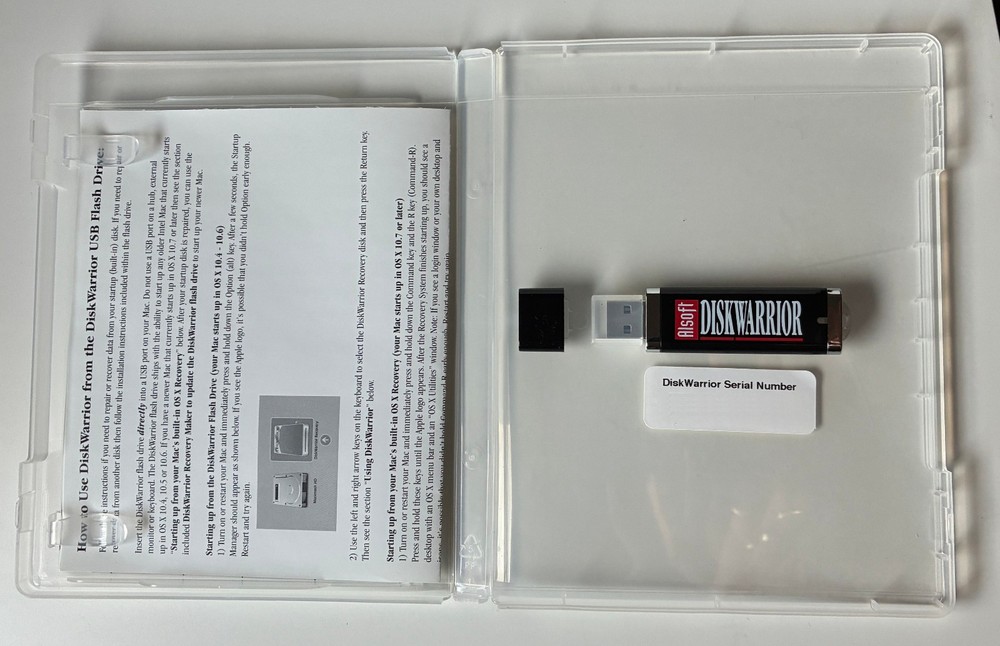 How to Use DiskWarrior from the DiskWarrior USB Flash Drive:
instructions if you need to repair or recover data from your startup (built-in) disk. If you need to repair or
data from another disk then follow the installation instructions included within the flash drive.
Insert the DiskWarrior flash drive directly into a USB port on your Mac. Do not use a USB port on a hub, external
monitor or keyboard. The DiskWarrior flash drive ships with the ability to start up any older Intel Mac that currently starts
up in OS X 10.4, 10.5 or 10.6. If you have a newer Mac that currently starts up in OS X 10.7 or later then see the section
"Starting up from your Mac's built-in OS X Recovery" below. After your startup disk is repaired, you can use the
included DiskWarrior Recovery Maker to update the DiskWarrior flash drive to start up your newer Mac.
Starting up from the DiskWarrior Flash Drive (your Mac starts up in OS X 10.4 - 10.6)
1) Turn on or restart your Mac and immediately press and hold down the Option (alt) key. After a few seconds, the Startup
Manager should appear as shown below. If you see the Apple logo, it's possible that you didn't hold Option early enough.
Restart and try again.
Macintosh HD
DiskWarrior Recovery
2) Use the left and right arrow keys on the keyboard to select the DiskWarrior Recovery disk and then press the Return key.
Then see the section "Using DiskWarrior" below.
Starting up from your Mac's built-in OS X Recovery (your Mac starts up in OS X 10.7 or later)
1) Turn on or restart your Mac and immediately press and hold down the Command key and the R key (Command-R).
Press and hold these keys until the Apple logo appears. After the Recovery System finishes starting up, you should see a
desktop with an OS X menu bar and an "OS X Utilities" window. Note: If you see a login window or your own desktop and
Alsoft
DISKWARRIOR
DiskWarrior Serial Number